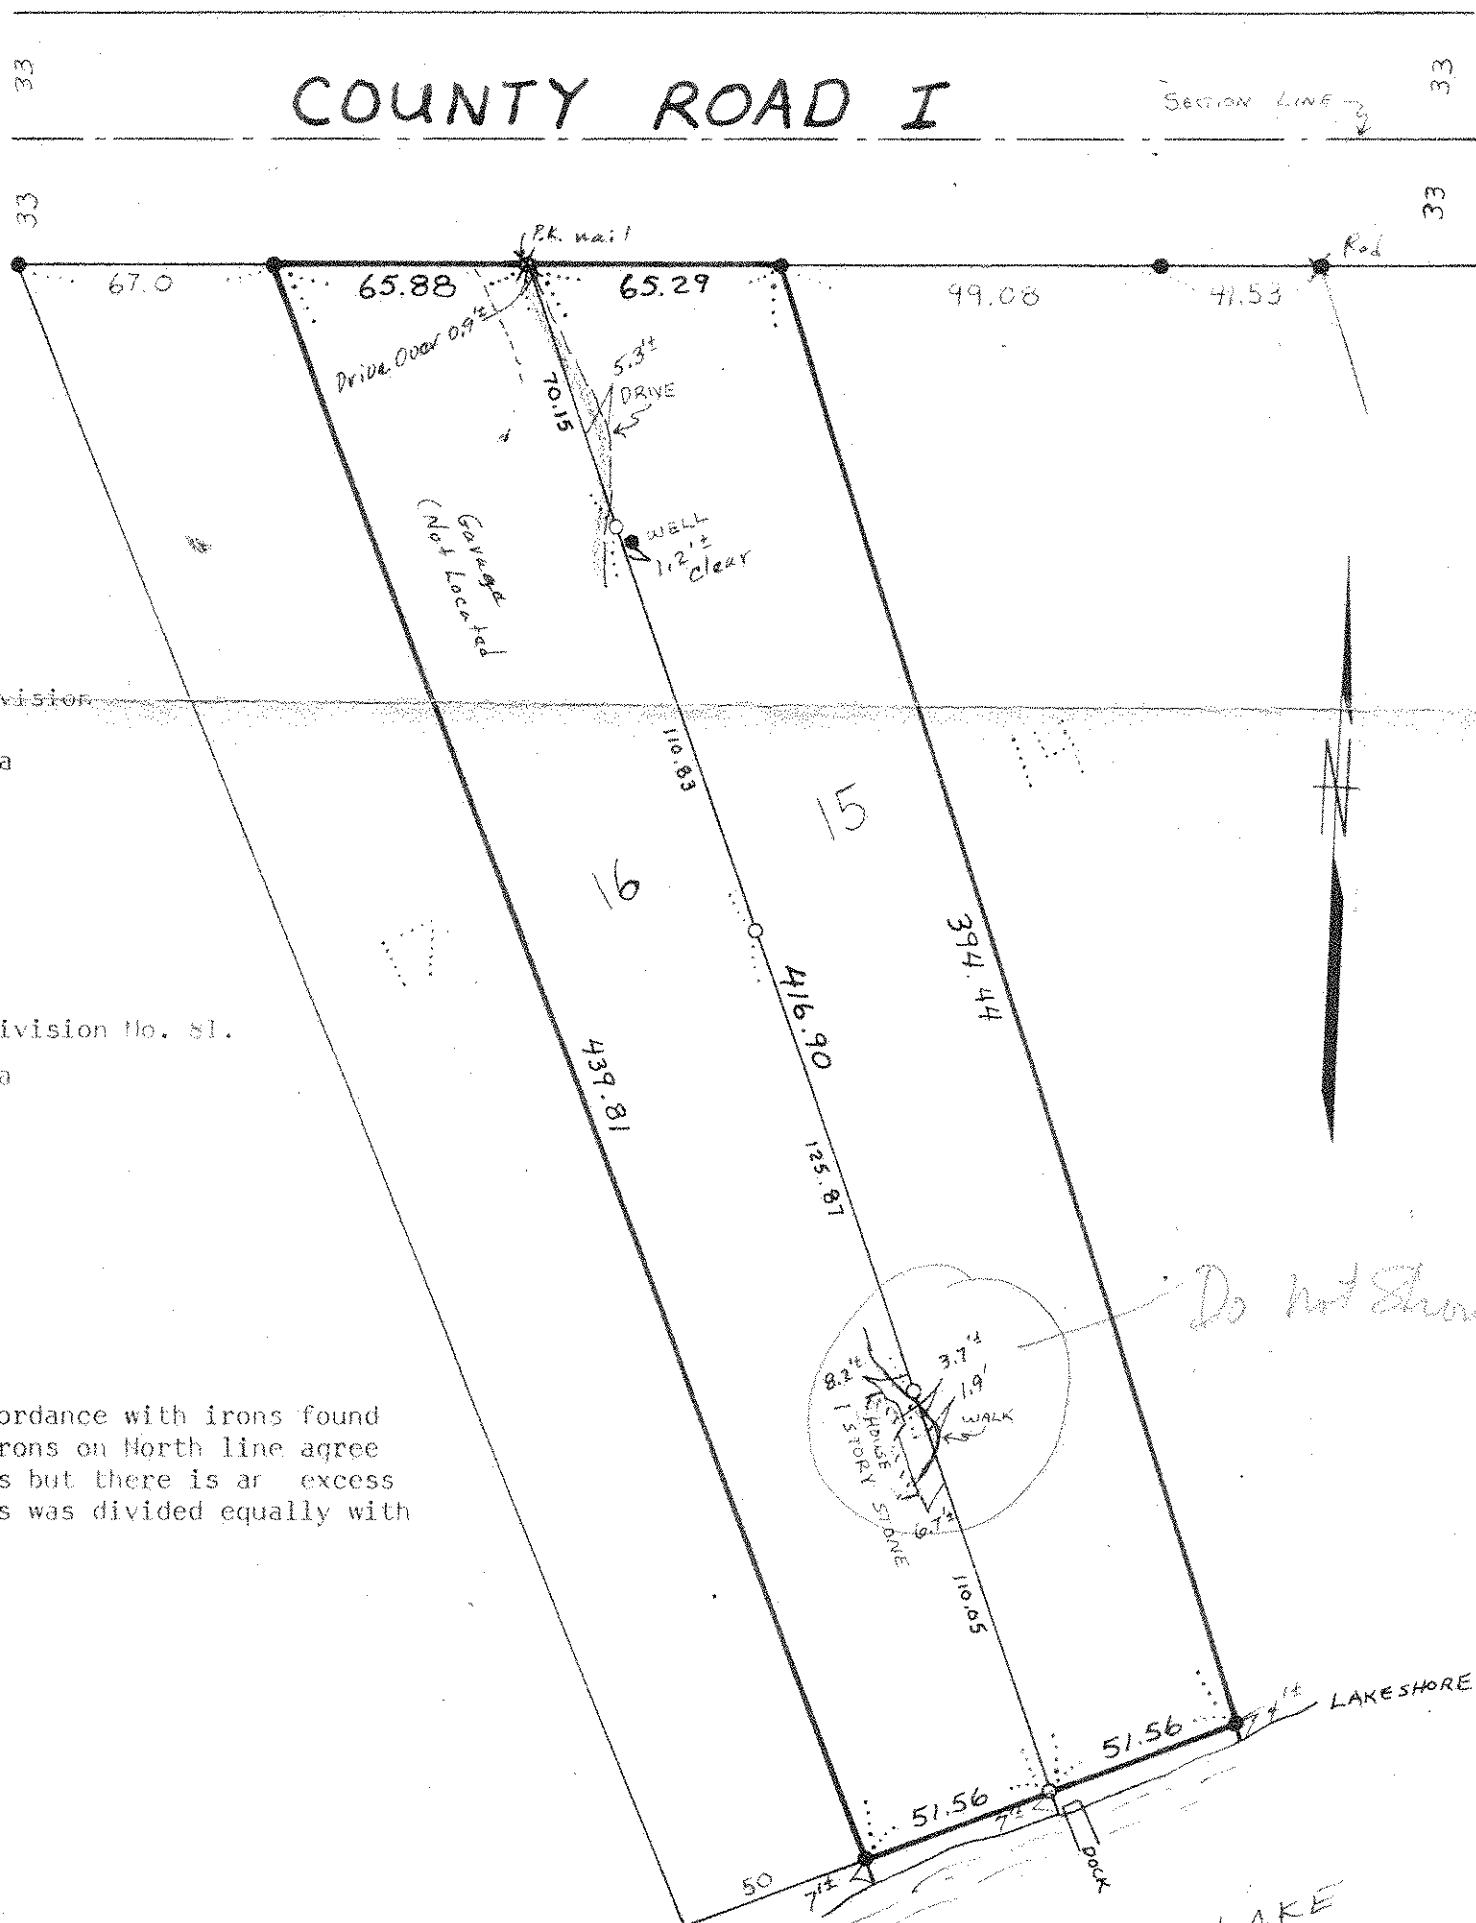 33
33
COUNTY ROAD I
SECTION LINE
33
33
P.K. nail
Rod
67.0
65.88
65.29
99.08
41.53
Drive Over 0.9'±
5.3'±
DRIVE
70.15
Garage
(Not Located
WELL
1.2'±
clear
vision
a
110.83
14
15
16
17
N
394.44
416.90
ivision No. 81.
a
439.81
125.87
Do Not Show
8.2'±
3.7'±
1.9'
WALK
HOUSE
1 STORY STONE
6.7'±
ordance with irons found
rons on North line agree
s but there is an excess
s was divided equally with
110.05
LAKESHORE
51.56
51.56
7'±
7'±
DOCK
50
LAKE